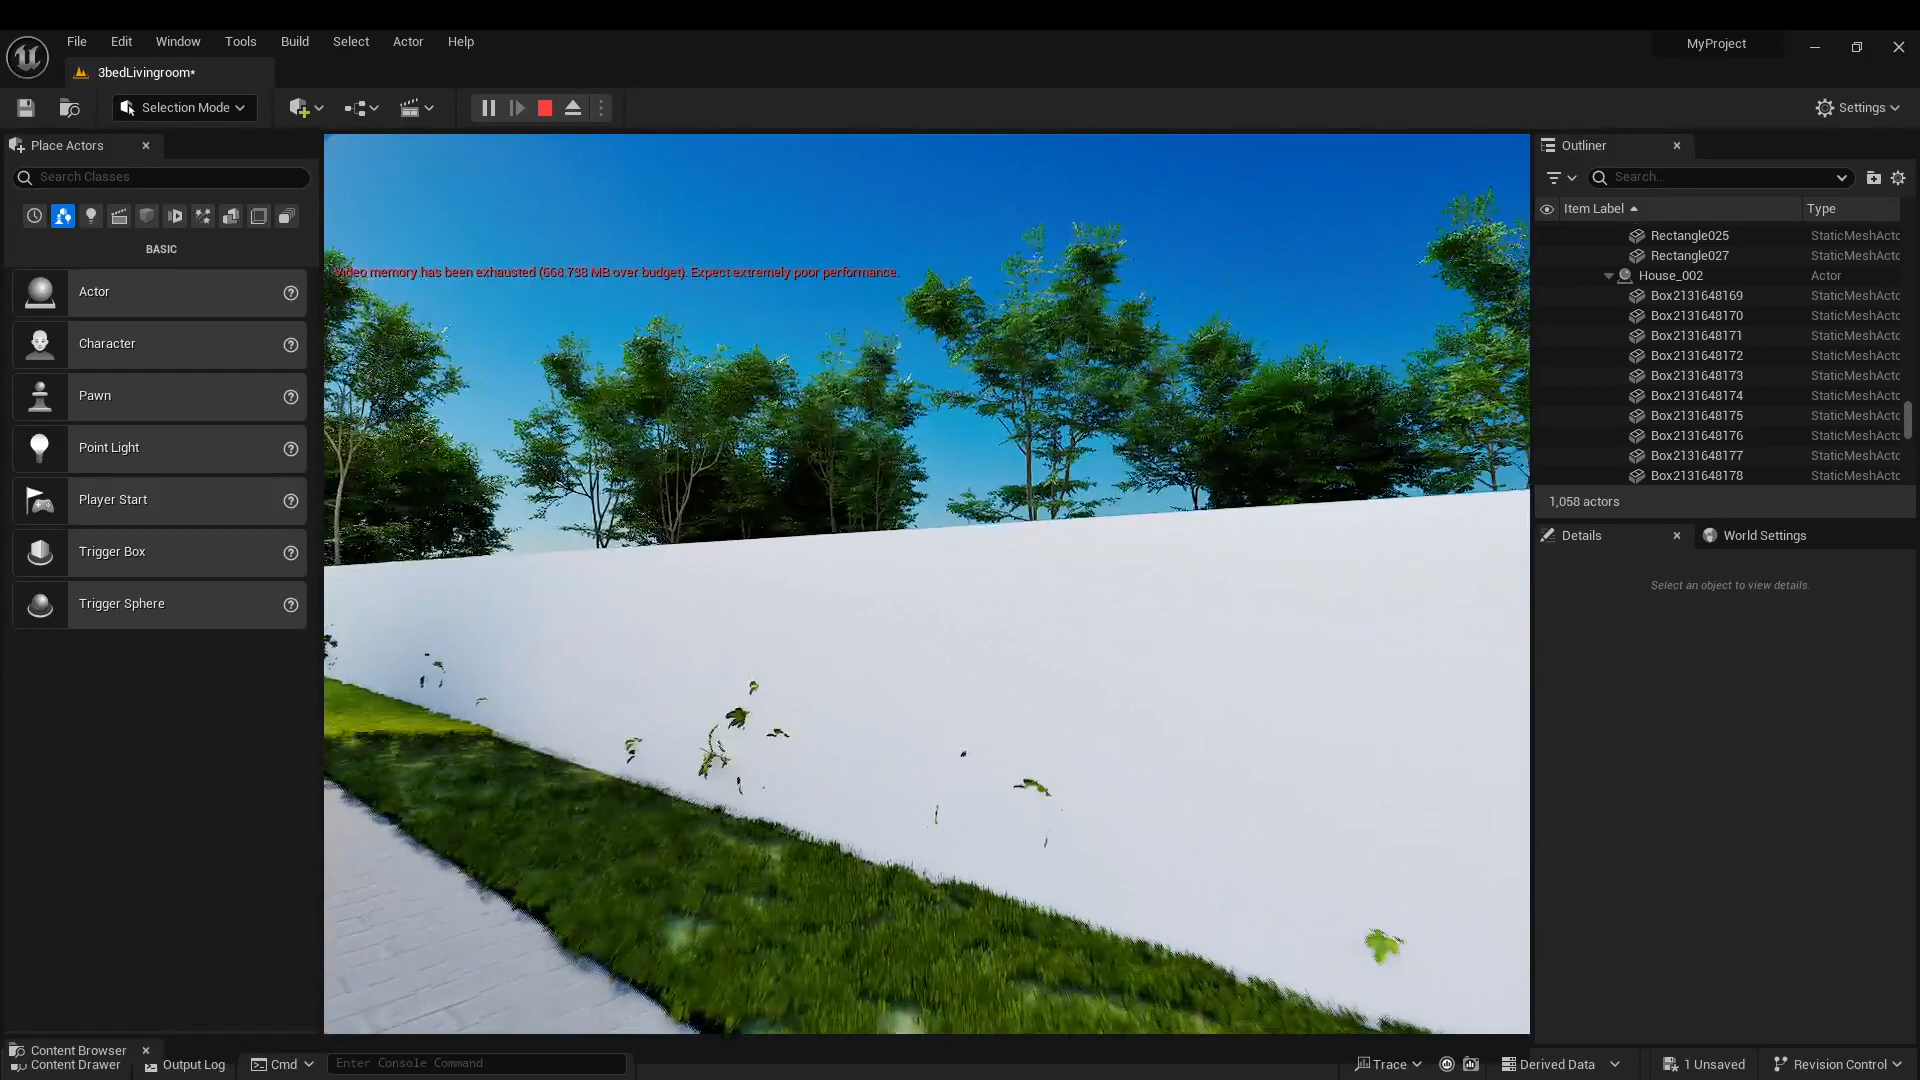 File Edit Window Tools Build Select Actor Help
MyProject
3bedLivingroom*
Selection Mode
Settings
Place Actors
Search Classes
BASIC
Actor
Character
Pawn
Point Light
Player Start
Trigger Box
Trigger Sphere
Video memory has been exhausted (668.738 MB over budget). Expect extremely poor performance.
Outliner
Search...
Item Label Type
Rectangle025 StaticMeshActo
Rectangle027 StaticMeshActo
House_002 Actor
Box2131648169 StaticMeshActo
Box2131648170 StaticMeshActo
Box2131648171 StaticMeshActo
Box2131648172 StaticMeshActo
Box2131648173 StaticMeshActo
Box2131648174 StaticMeshActo
Box2131648175 StaticMeshActo
Box2131648176 StaticMeshActo
Box2131648177 StaticMeshActo
Box2131648178 StaticMeshActo
1,058 actors
Details World Settings
Select an object to view details.
Content Browser
Content Drawer Output Log Cmd Enter Console Command Trace Derived Data 1 Unsaved Revision Control